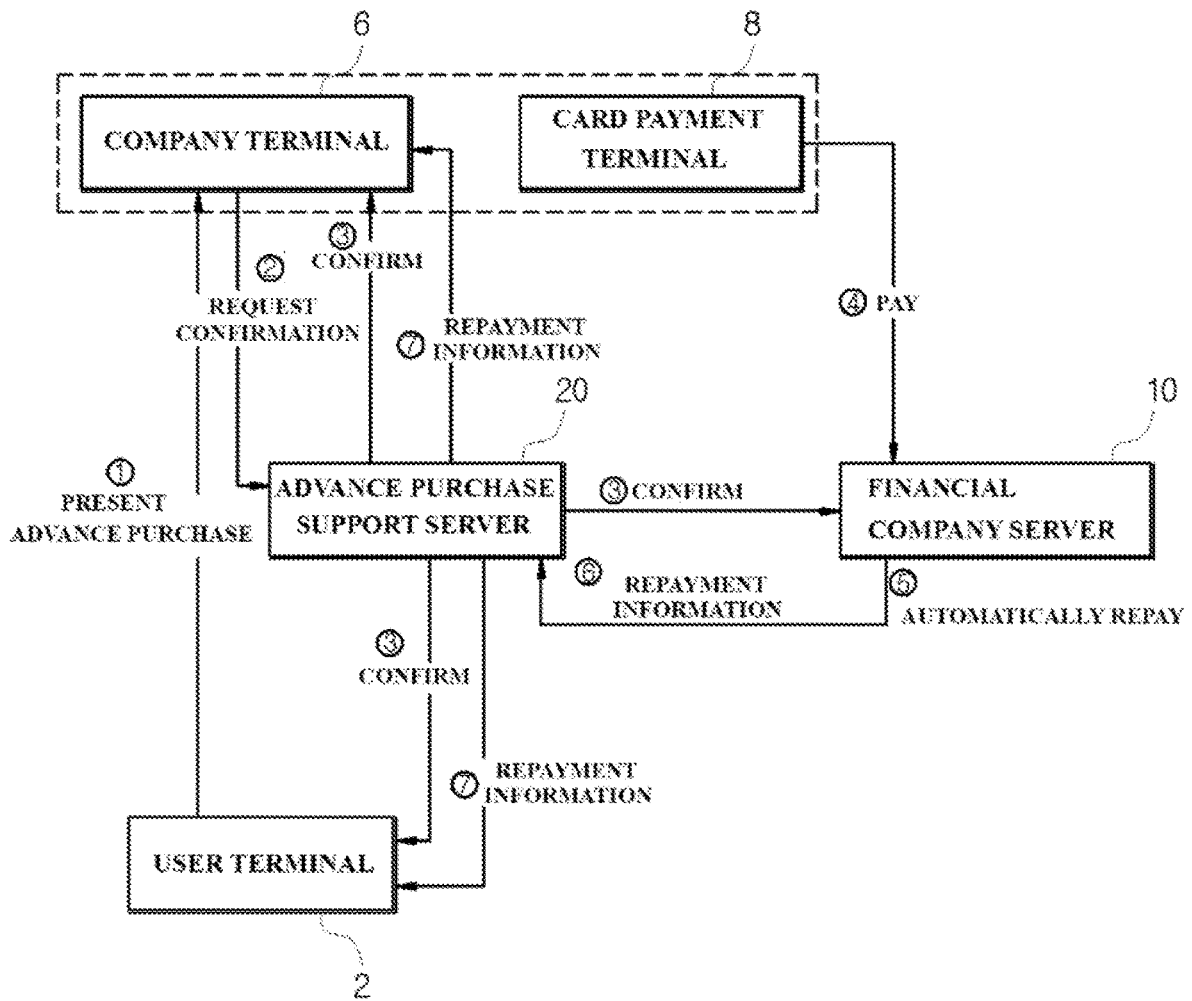 6
8
COMPANY TERMINAL
CARD PAYMENT
TERMINAL
③
CONFIRM
②
REQUEST
CONFIRMATION
⑦
REPAYMENT
INFORMATION
④ PAY
20
10
①
PRESENT
ADVANCE PURCHASE
ADVANCE PURCHASE
SUPPORT SERVER
③ CONFIRM
FINANCIAL
COMPANY SERVER
⑥
REPAYMENT
INFORMATION
⑤
AUTOMATICALLY REPAY
③
CONFIRM
⑦
REPAYMENT
INFORMATION
USER TERMINAL
2